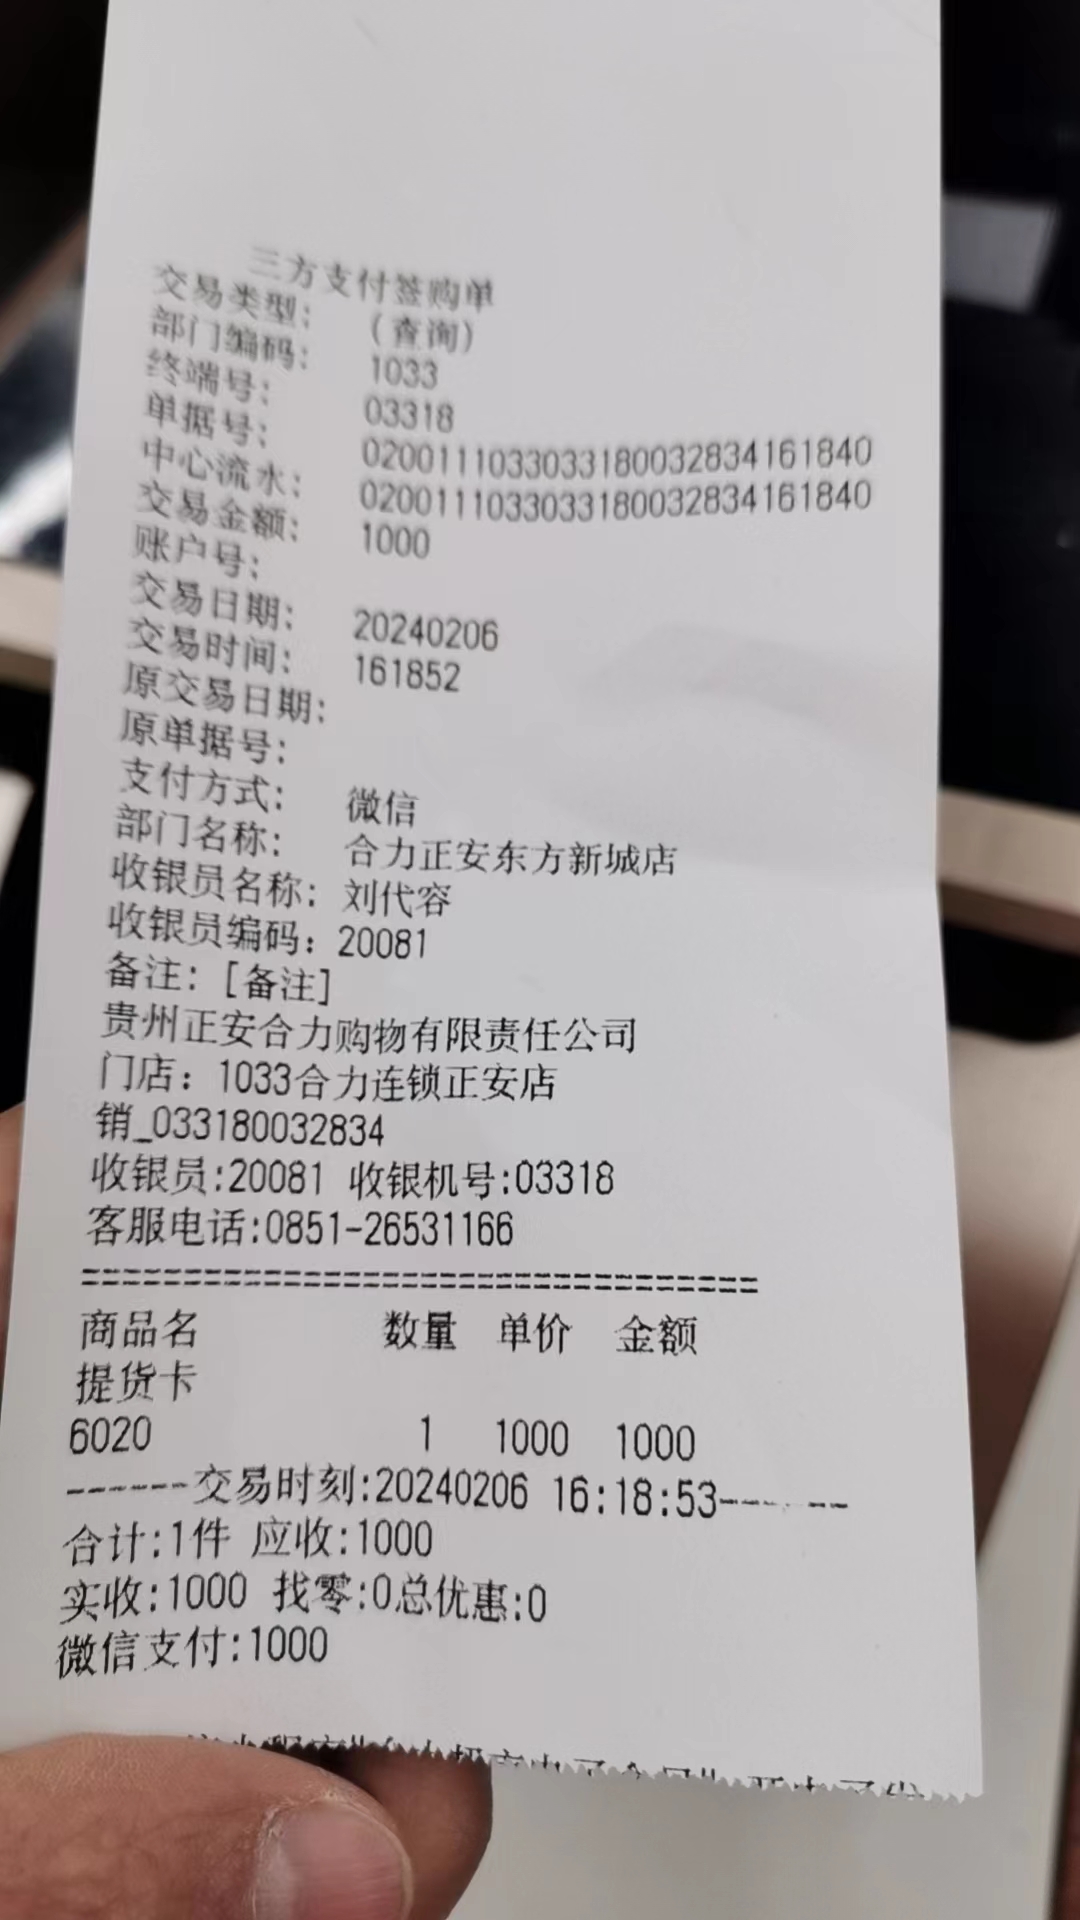 三方支付签购单
交易类型: (查询)
部门编码: 1033
终端号: 03318
单据号: 020011103303318003283416184​0
中心流水: 0200111033033180032834161840
交易金额: 1000
账户号:
交易日期: 20240206
交易时间: 161852
原交易日期:
原单据号:
支付方式: 微信
部门名称: 合力正安东方新城店
收银员名称: 刘代容
收银员编码: 20081
备注: [备注]
贵州正安合力购物有限责任公司
门店: 1033合力连锁正安店
销_033180032834
收银员:20081 收银机号:03318
客服电话:0851-26531166
==================================
商品名 数量 单价 金额
提货卡
6020 1 1000 1000
------交易时刻:20240206 16:18:53------
合计:1件 应收:1000
实收:1000 找零:0总优惠:0
微信支付:1000